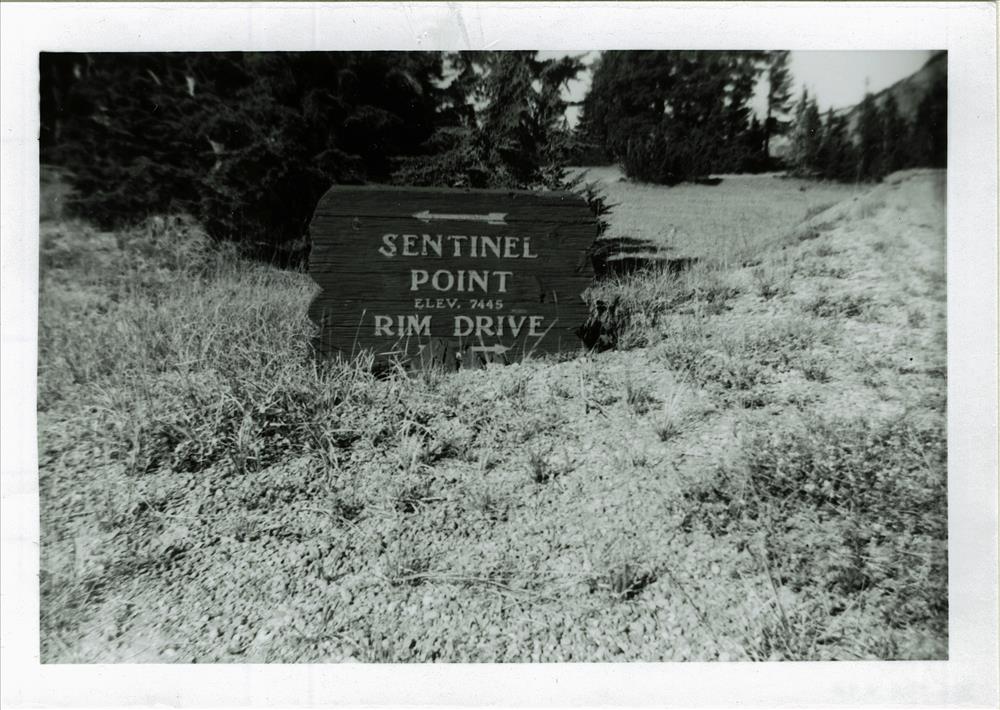 SENTINEL
POINT
ELEV. 7445
RIM DRIVE